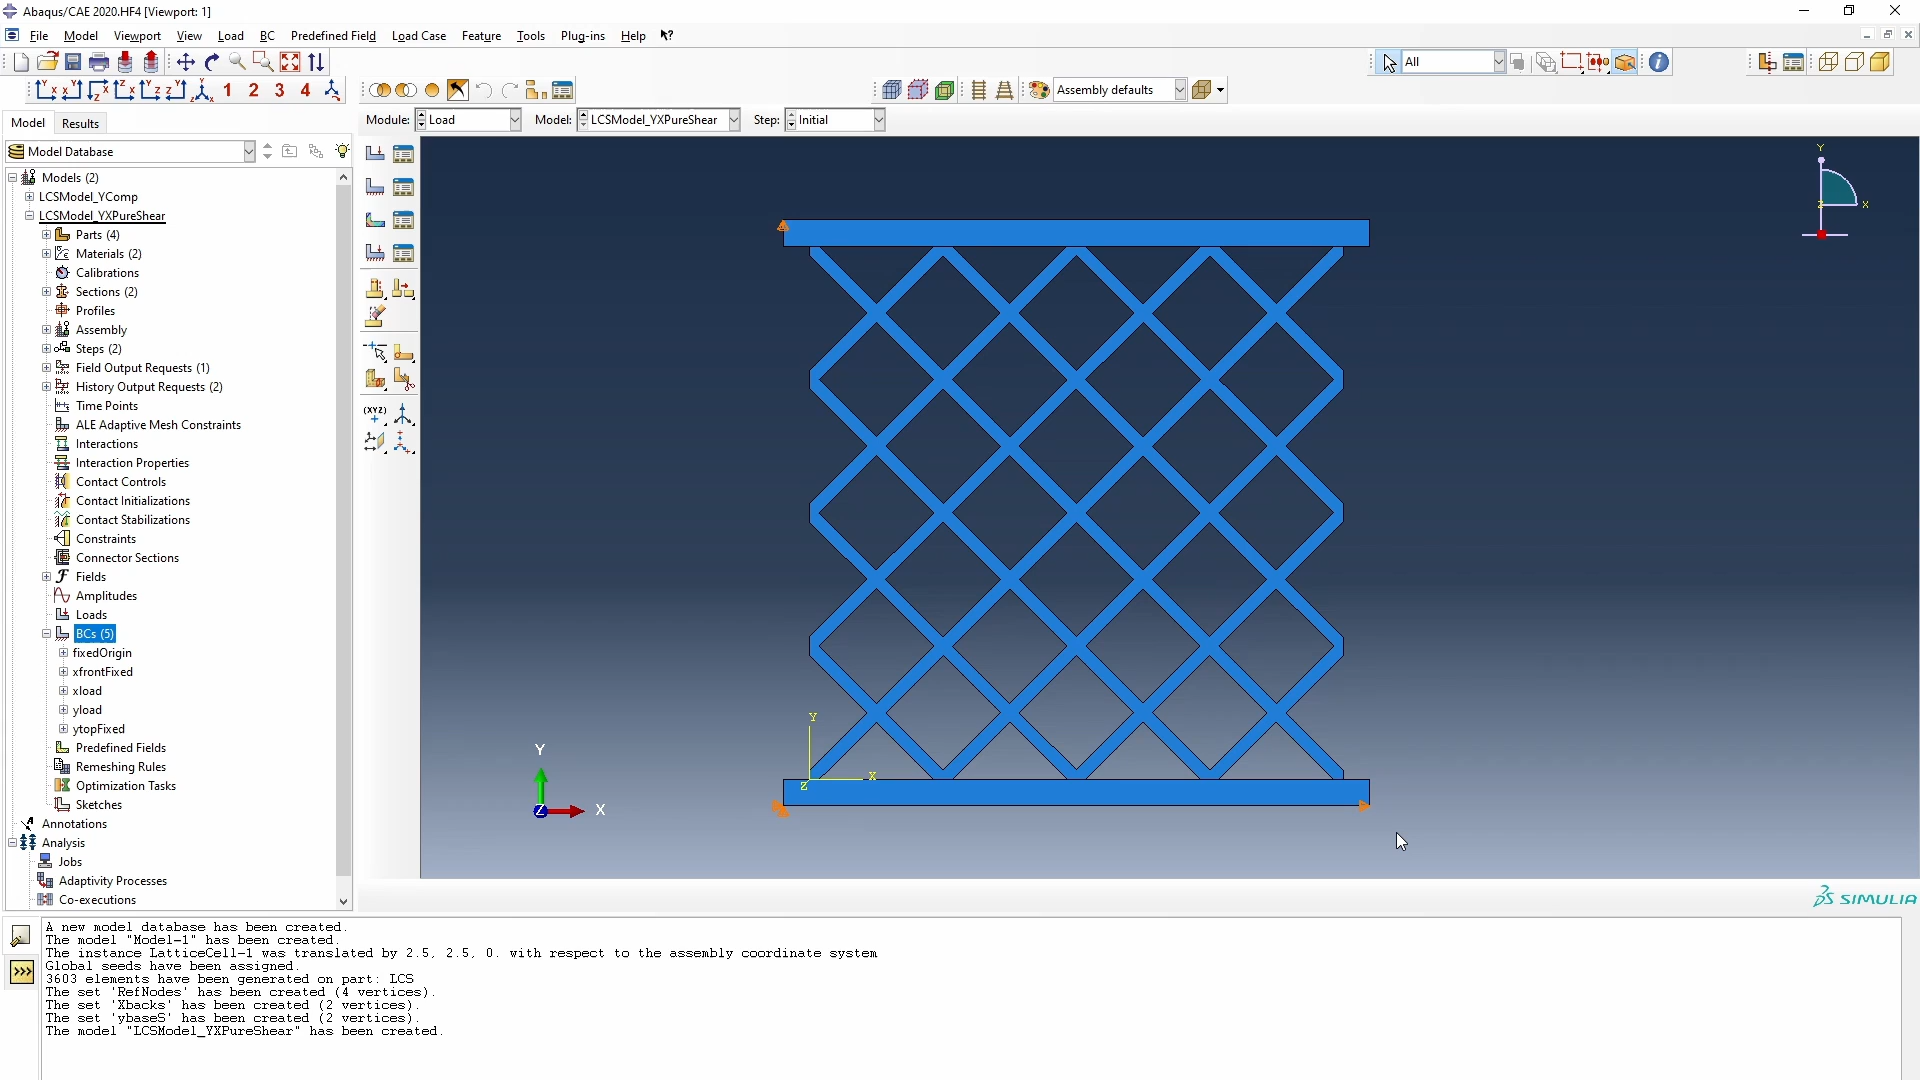 Abaqus/CAE 2020.HF4 [Viewport: 1]
File Model Viewport View Load BC Predefined Field Load Case Feature Tools Plug-ins Help
All
1 2 3 4
Assembly defaults
Model Results
Module: Load Model: LCSModel_YXPureShear Step: Initial
Model Database
Models (2)
LCSModel_YComp
LCSModel_YXPureShear
Parts (4)
Materials (2)
Calibrations
Sections (2)
Profiles
Assembly
Steps (2)
Field Output Requests (1)
History Output Requests (2)
Time Points
ALE Adaptive Mesh Constraints
Interactions
Interaction Properties
Contact Controls
Contact Initializations
Contact Stabilizations
Constraints
Connector Sections
Fields
Amplitudes
Loads
BCs (5)
fixedOrigin
xfrontFixed
xload
yload
ytopFixed
Predefined Fields
Remeshing Rules
Optimization Tasks
Sketches
Annotations
Analysis
Jobs
Adaptivity Processes
Co-executions
(XYZ)
Y
X
Z
Y
X
Z
Y
X
Z
SIMULIA
A new model database has been created.
The model "Model-1" has been created.
The instance LatticeCell-1 was translated by 2.5, 2.5, 0. with respect to the assembly coordinate system
Global seeds have been assigned.
3603 elements have been generated on part: LCS
The set 'RefNodes' has been created (4 vertices).
The set 'Xbacks' has been created (2 vertices).
The set 'ybaseS' has been created (2 vertices).
The model "LCSModel_YXPureShear" has been created.